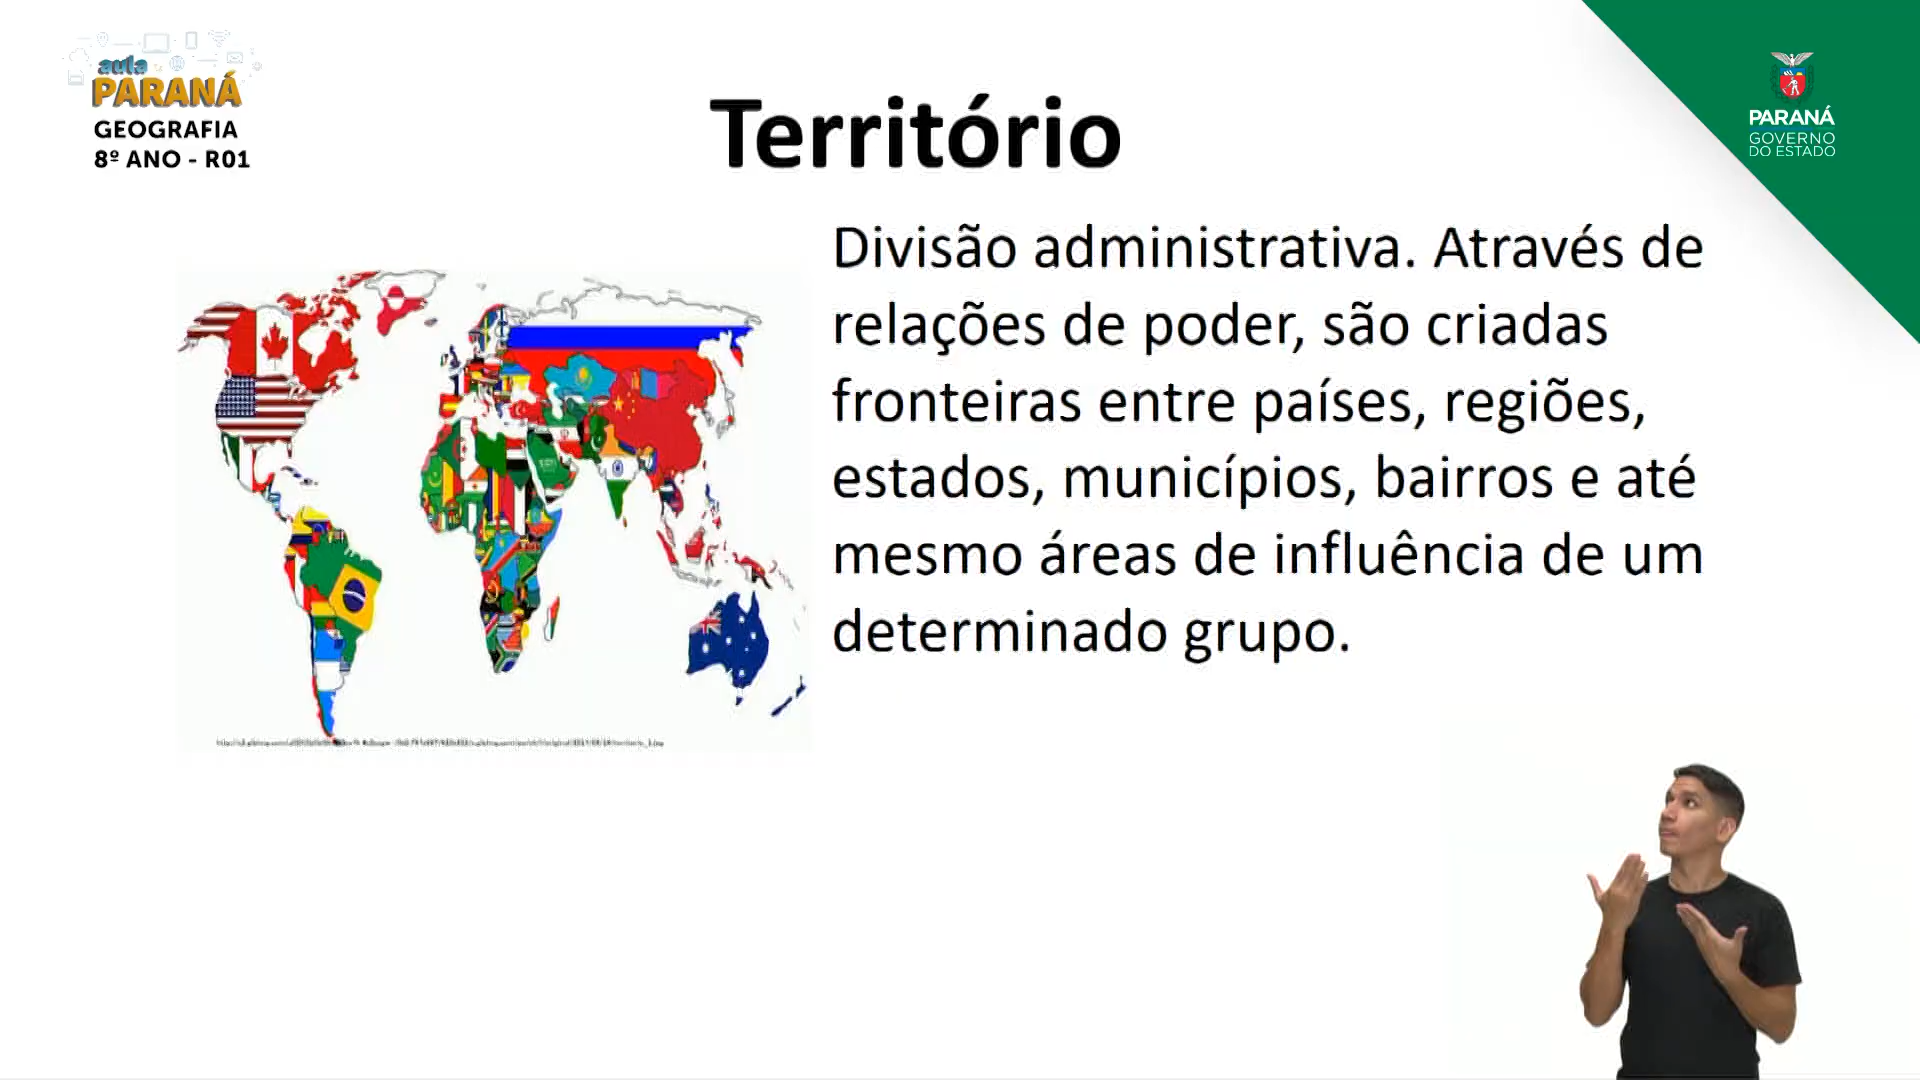 aula
PARANÁ
GEOGRAFIA
8º ANO - R01
Território
PARANÁ
GOVERNO
DO ESTADO
Divisão administrativa. Através de
relações de poder, são criadas
fronteiras entre países, regiões,
estados, municípios, bairros e até
mesmo áreas de influência de um
determinado grupo.